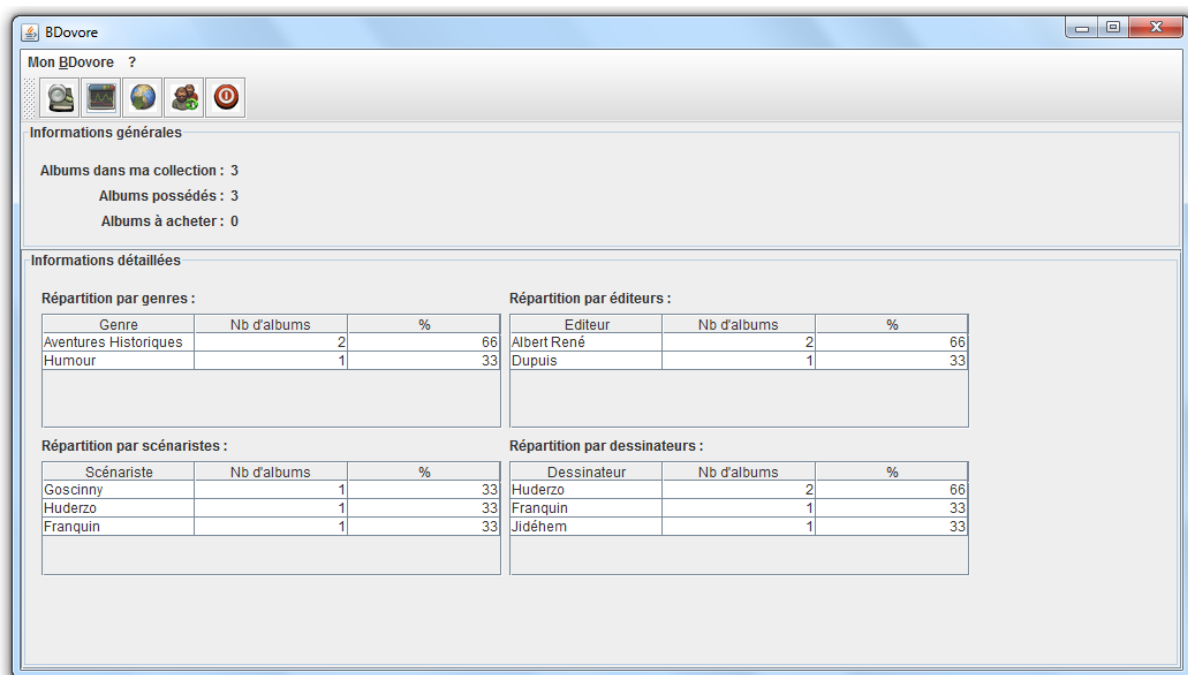 BDovore
Mon BDovore ?
Informations générales
Albums dans ma collection : 3
Albums possédés : 3
Albums à acheter : 0
Informations détaillées
Répartition par genres :
Genre Nb d'albums %
Aventures Historiques 2 66
Humour 1 33
Répartition par éditeurs :
Editeur Nb d'albums %
Albert René 2 66
Dupuis 1 33
Répartition par scénaristes :
Scénariste Nb d'albums %
Goscinny 1 33
Huderzo 1 33
Franquin 1 33
Répartition par dessinateurs :
Dessinateur Nb d'albums %
Huderzo 2 66
Franquin 1 33
Jidéhem 1 33